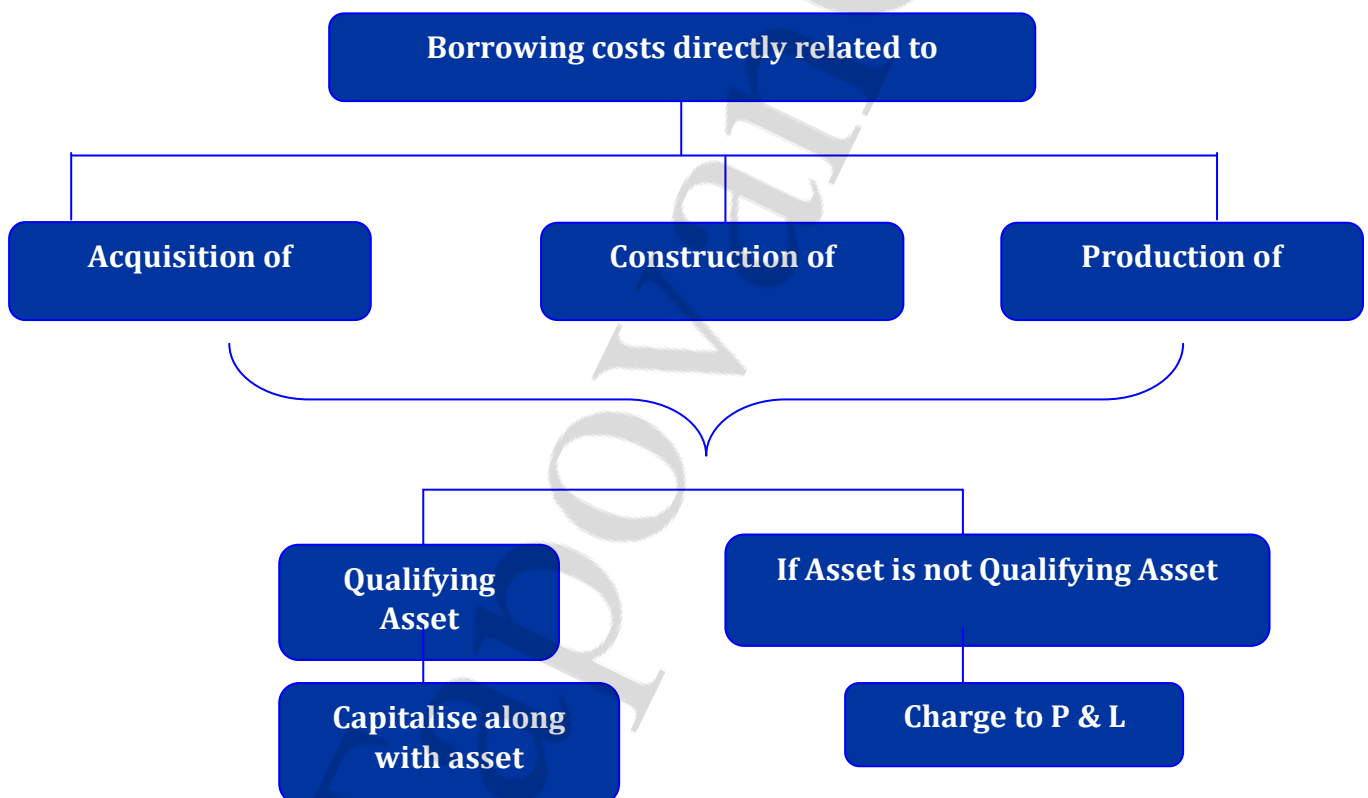 Borrowing costs directly related to
Acquisition of
Construction of
Production of
Qualifying
Asset
If Asset is not Qualifying Asset
Capitalise along
with asset
Charge to P & L